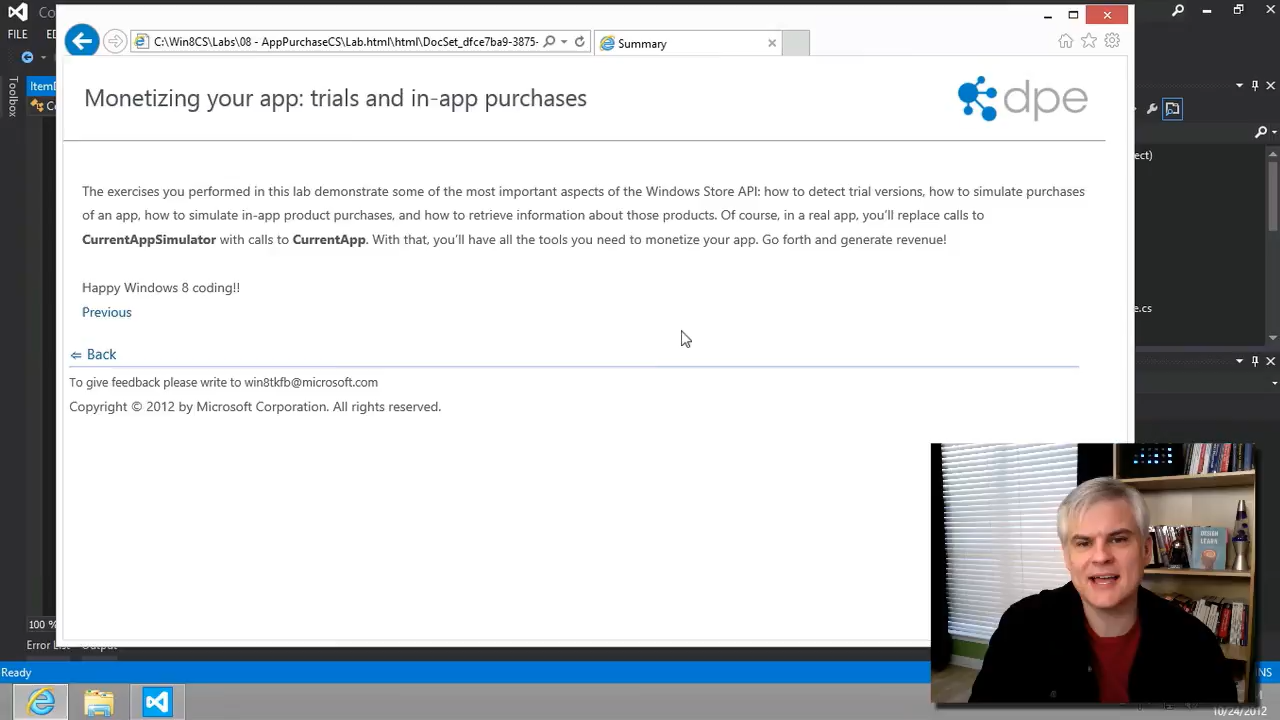 FILE
C:\Win8CS\Labs\08 - AppPurchaseCS\Lab.html\html\DocSet_dfce7ba9-3875-
Summary
Toolbox
Monetizing your app: trials and in-app purchases
dpe
The exercises you performed in this lab demonstrate some of the most important aspects of the Windows Store API: how to detect trial versions, how to simulate purchases
of an app, how to simulate in-app product purchases, and how to retrieve information about those products. Of course, in a real app, you'll replace calls to
CurrentAppSimulator with calls to CurrentApp. With that, you'll have all the tools you need to monetize your app. Go forth and generate revenue!
Happy Windows 8 coding!!
Previous
⇐ Back
To give feedback please write to win8tkfb@microsoft.com
Copyright © 2012 by Microsoft Corporation. All rights reserved.
DESIGN
LEARN
100 %
Error List
Output
Ready
10/24/2012